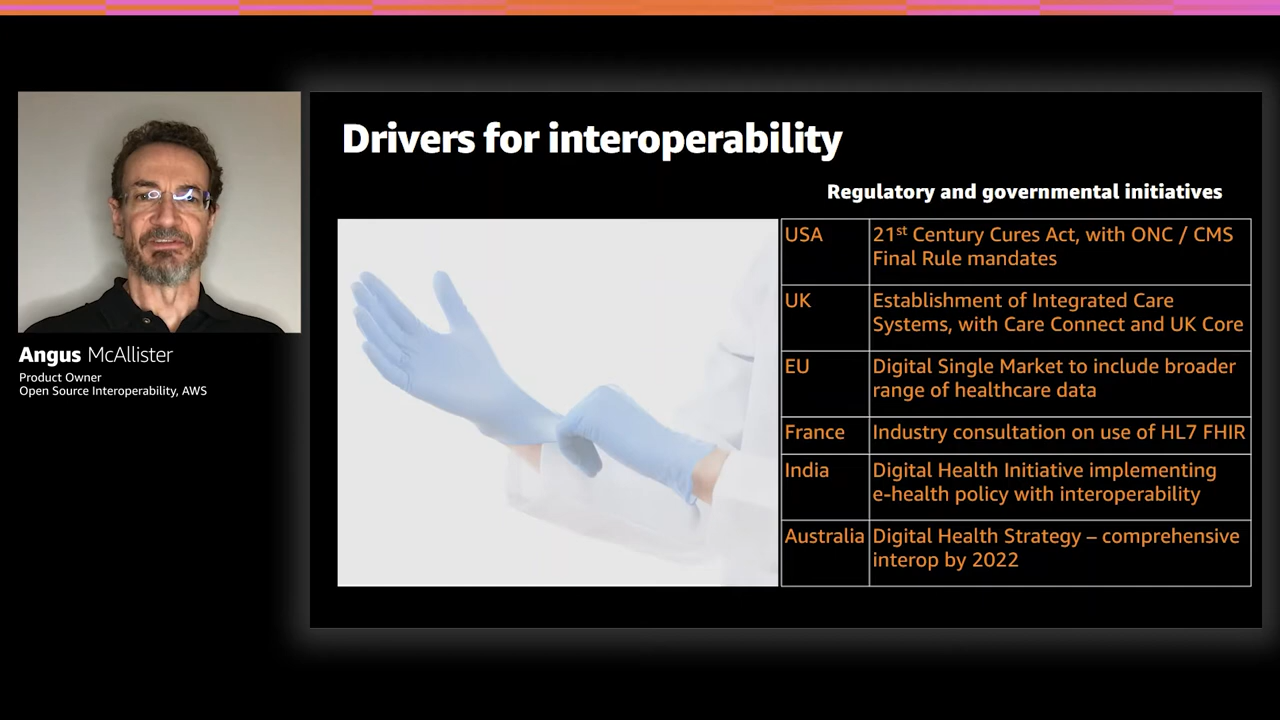 Drivers for interoperability
Regulatory and governmental initiatives
USA
21st Century Cures Act, with ONC / CMS
Final Rule mandates
UK
Establishment of Integrated Care
Systems, with Care Connect and UK Core
EU
Digital Single Market to include broader
range of healthcare data
France
Industry consultation on use of HL7 FHIR
India
Digital Health Initiative implementing
e-health policy with interoperability
Australia
Digital Health Strategy – comprehensive
interop by 2022
Angus McAllister
Product Owner
Open Source Interoperability, AWS